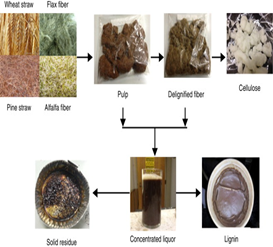 Wheat straw
Flax fiber
Pine straw
Alfalfa fiber
Pulp
Delignified fiber
Cellulose
Solid residue
Concentrated liquor
Lignin